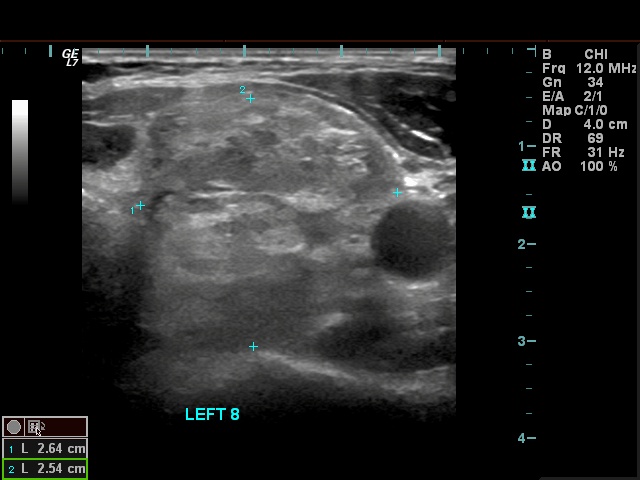 GE
L7
B CHI
Frq 12.0 MHz
Gn 34
E/A 2/1
Map C/1/0
D 4.0 cm
DR 69
FR 31 Hz
AO 100 %
2
1
1
2
3
4
LEFT 8
1 L 2.64 cm
2 L 2.54 cm